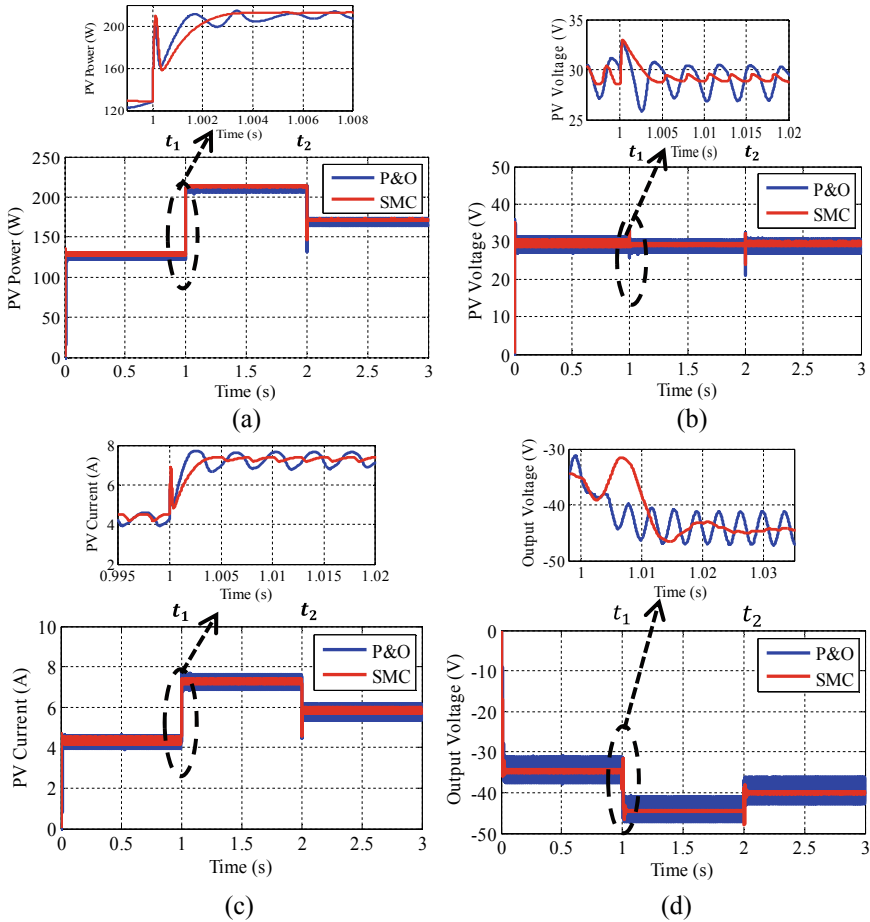 PV Power (W)
200
160
120
1
1.002
1.004
1.006
1.008
Time (s)
t₁
t₂
PV Power (W)
250
200
150
100
50
0
P&O
SMC
0
0.5
1
1.5
2
2.5
3
Time (s)
(a)
PV Voltage (V)
35
30
25
1
1.005
1.01
1.015
1.02
Time (s)
t₁
t₂
PV Voltage (V)
50
40
30
20
10
0
P&O
SMC
0
0.5
1
1.5
2
2.5
3
Time (s)
(b)
PV Current (A)
8
6
4
2
0.995
1
1.005
1.01
1.015
1.02
Time (s)
t₁
t₂
PV Current (A)
10
8
6
4
2
0
P&O
SMC
0
0.5
1
1.5
2
2.5
3
Time (s)
(c)
Output Voltage (V)
-30
-40
-50
1
1.01
1.02
1.03
Time (s)
t₁
t₂
Output Voltage (V)
0
-10
-20
-30
-40
-50
P&O
SMC
0
0.5
1
1.5
2
2.5
3
Time (s)
(d)